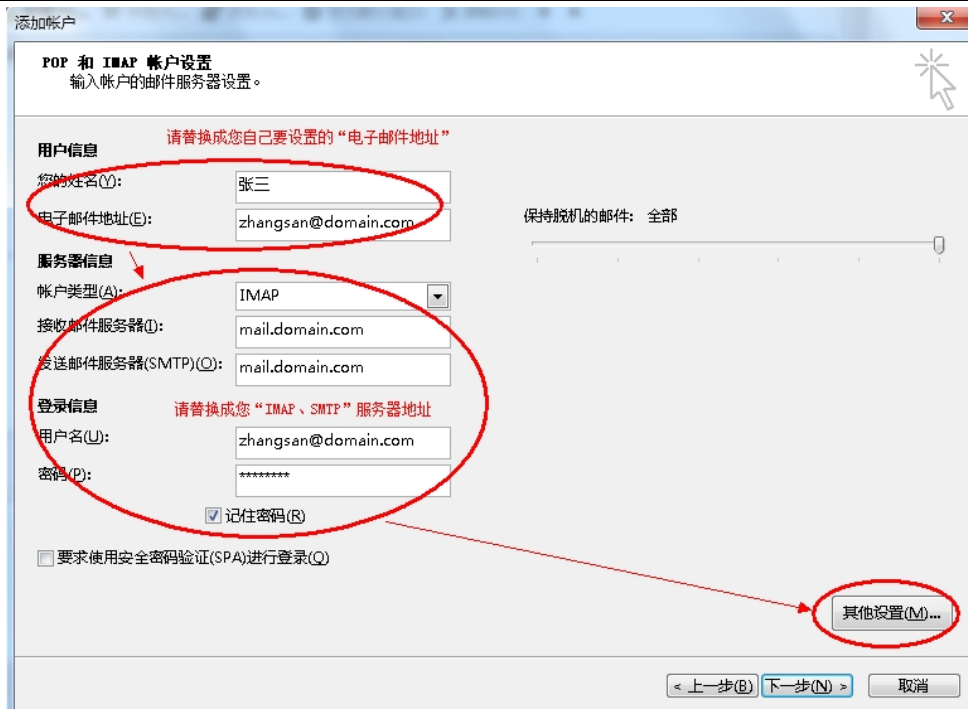 添加帐户
POP 和 IMAP 帐户设置
输入帐户的邮件服务器设置。
请替换成您自己要设置的“电子邮件地址”
用户信息
您的姓名(Y):
张三
电子邮件地址(E):
zhangsan@domain.com
保持脱机的邮件: 全部
服务器信息
帐户类型(A):
IMAP
接收邮件服务器(I):
mail.domain.com
发送邮件服务器(SMTP)(O):
mail.domain.com
登录信息
请替换成您“IMAP、SMTP”服务器地址
用户名(U):
zhangsan@domain.com
密码(P):
********
记住密码(R)
要求使用安全密码验证(SPA)进行登录(Q)
其他设置(M)...
< 上一步(B)
下一步(N) >
取消